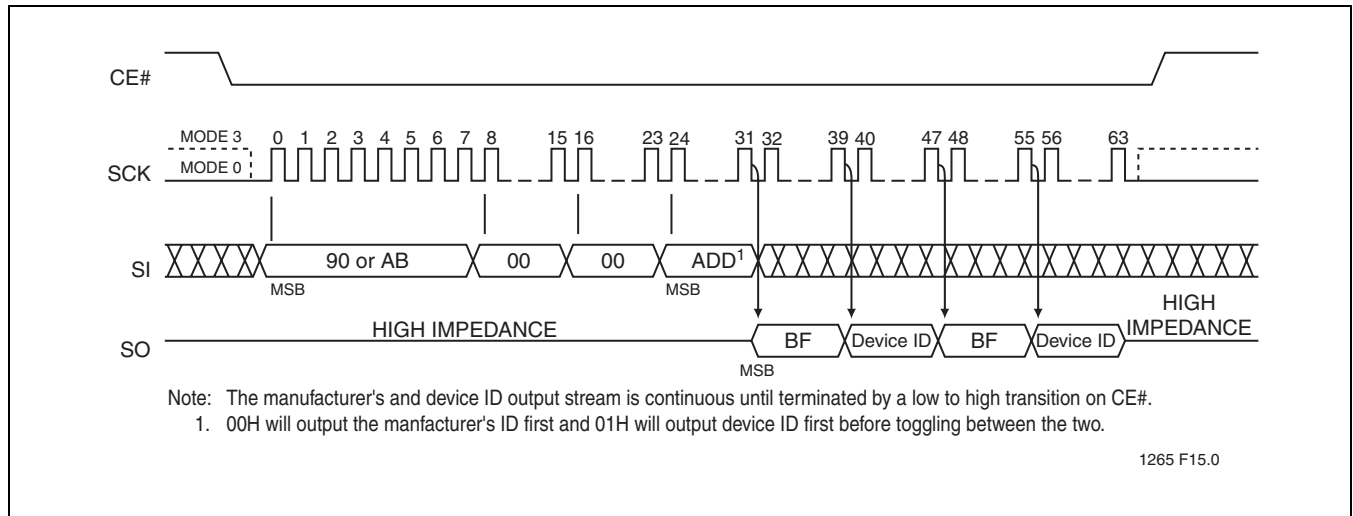 CE#
MODE 3
0 1 2 3 4 5 6 7 8 15 16 23 24 31 32 39 40 47 48 55 56 63
MODE 0
SCK
SI
90 or AB 00 00 ADD1
MSB MSB
HIGH
HIGH IMPEDANCE IMPEDANCE
SO
BF Device ID BF Device ID
MSB
Note: The manufacturer's and device ID output stream is continuous until terminated by a low to high transition on CE#.
1. 00H will output the manfacturer's ID first and 01H will output device ID first before toggling between the two.
1265 F15.0